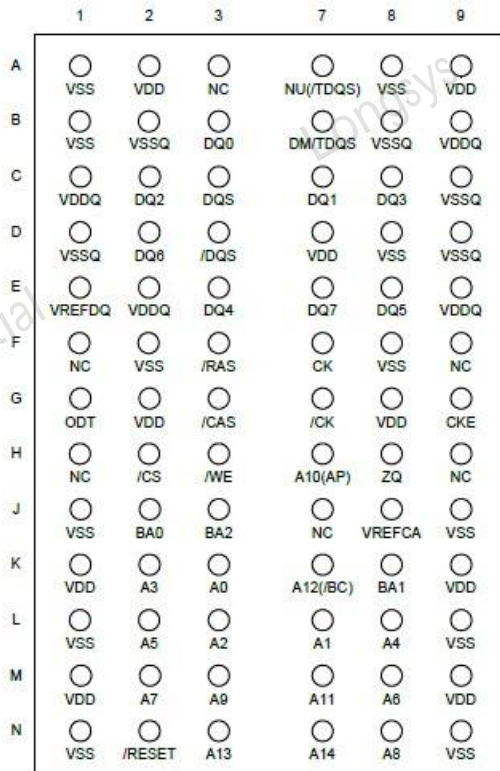 1 2 3 7 8 9
A
VSS VDD NC NU(/TDQS) VSS VDD
B
VSS VSSQ DQ0 DM/TDQS VSSQ VDDQ
C
VDDQ DQ2 DQS DQ1 DQ3 VSSQ
D
VSSQ DQ6 /DQS VDD VSS VSSQ
E
VREFDQ VDDQ DQ4 DQ7 DQ5 VDDQ
F
NC VSS /RAS CK VSS NC
G
ODT VDD /CAS /CK VDD CKE
H
NC /CS /WE A10(AP) ZQ NC
J
VSS BA0 BA2 NC VREFCA VSS
K
VDD A3 A0 A12(/BC) BA1 VDD
L
VSS A5 A2 A1 A4 VSS
M
VDD A7 A9 A11 A6 VDD
N
VSS /RESET A13 A14 A8 VSS
Longsys